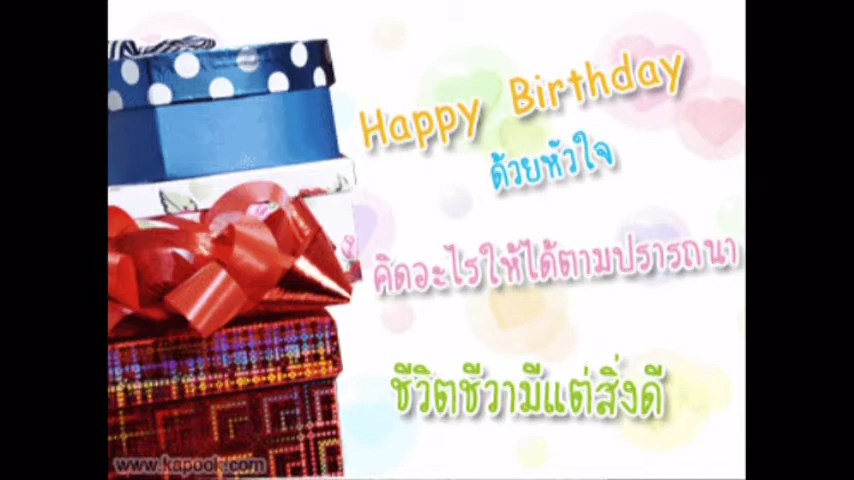 Happy Birthday
ด้วยหัวใจ
คิดอะไรให้ได้ตามปรารถนา
ชีวิตชีวามีแต่สิ่งดี
www.kapook.com